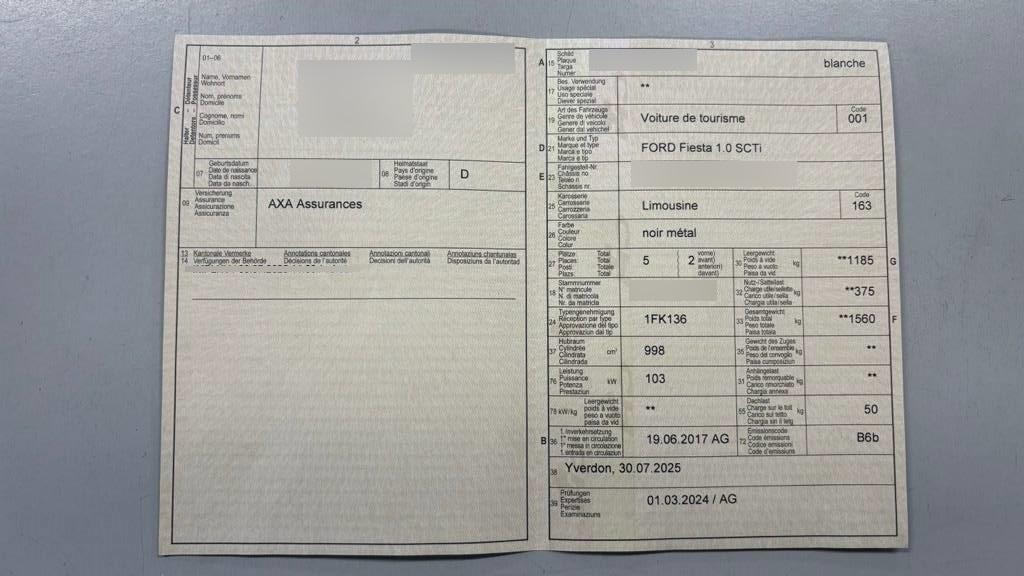 2
01–06
Name, Vornamen
Wohnort
Nom, prénoms
Domicile
Cognome, nomi
Domicilio
Num, prenums
Domicil
C
Halter - Détenteur
Detentors - Possessur
07
Geburtsdatum
Date de naissance
Data di nascita
Data da nasch.
08
Heimatstaat
Pays d'origine
Paese d'origine
Stadi d'origin
D
09
Versicherung
Assurance
Assicurazione
Assicuranza
AXA Assurances
13 Kantonale Vermerke Annotations cantonales Annotazioni cantonali Annotaziuns chantunalas
14 Verfügungen der Behörde Décisions de l'autorité Decisioni dell'autorità Disposiziuns da l'autoritad
3
A 15
Schild
Plaque
Targa
Numer
blanche
17
Bes. Verwendung
Usage spécial
Uso speciale
Diever spezial
**
19
Art des Fahrzeugs
Genre de véhicule
Genere di veicolo
Gener dal vehichel
Voiture de tourisme
Code
001
D 21
Marke und Typ
Marque et type
Marca e tipo
Marca e tip
FORD Fiesta 1.0 SCTi
E 23
Fahrgestell-Nr.
Châssis no
Telaio n.
Schassis nr.
25
Karosserie
Carrosserie
Carrozzeria
Carossaria
Limousine
Code
163
26
Farbe
Couleur
Colore
Colur
noir métal
27
Plätze: Total
Places: Total
Posti: Totale
Plazs: Total
5
2
vorne)
avant)
anteriori)
davant)
30
Leergewicht
Poids à vide
Peso a vuoto
Paisa da vid
kg
**1185
G
18
Stammnummer
N° matricule
N. di matricola
Nr. da matricla
32
Nutz-/Sattellast
Charge utile/sellette
Carico utile/sella
Chargia utila/sella
kg
**375
24
Typengenehmigung
Réception par type
Approvazione del tipo
Approvaziun dal tip
1FK136
33
Gesamtgewicht
Poids total
Peso totale
Paisa totala
kg
**1560
F
37
Hubraum
Cylindrée
Cilindrata
Cilindrada
cm³
998
35
Gewicht des Zuges
Poids de l'ensemble
Peso del convoglio
Paisa cumposiziun
kg
**
76
Leistung
Puissance
Potenza
Prestaziun
kW
103
31
Anhängelast
Poids remorquable
Carico rimorchiato
Chargia annexa
kg
**
78 kW/kg
Leergewicht
poids à vide
peso a vuoto
paisa da vid
**
55
Dachlast
Charge sur le toit
Carico sul tetto
Chargia sin il tetg
kg
50
B 36
1. Inverkehrsetzung
1re mise en circulation
1a messa in circolazione
1. entrada en circulaziun
19.06.2017 AG
72
Emissionscode
Code émissions
Codice emissioni
Code d'emissiuns
B6b
38
Yverdon, 30.07.2025
39
Prüfungen
Expertises
Perizie
Examinaziuns
01.03.2024 / AG